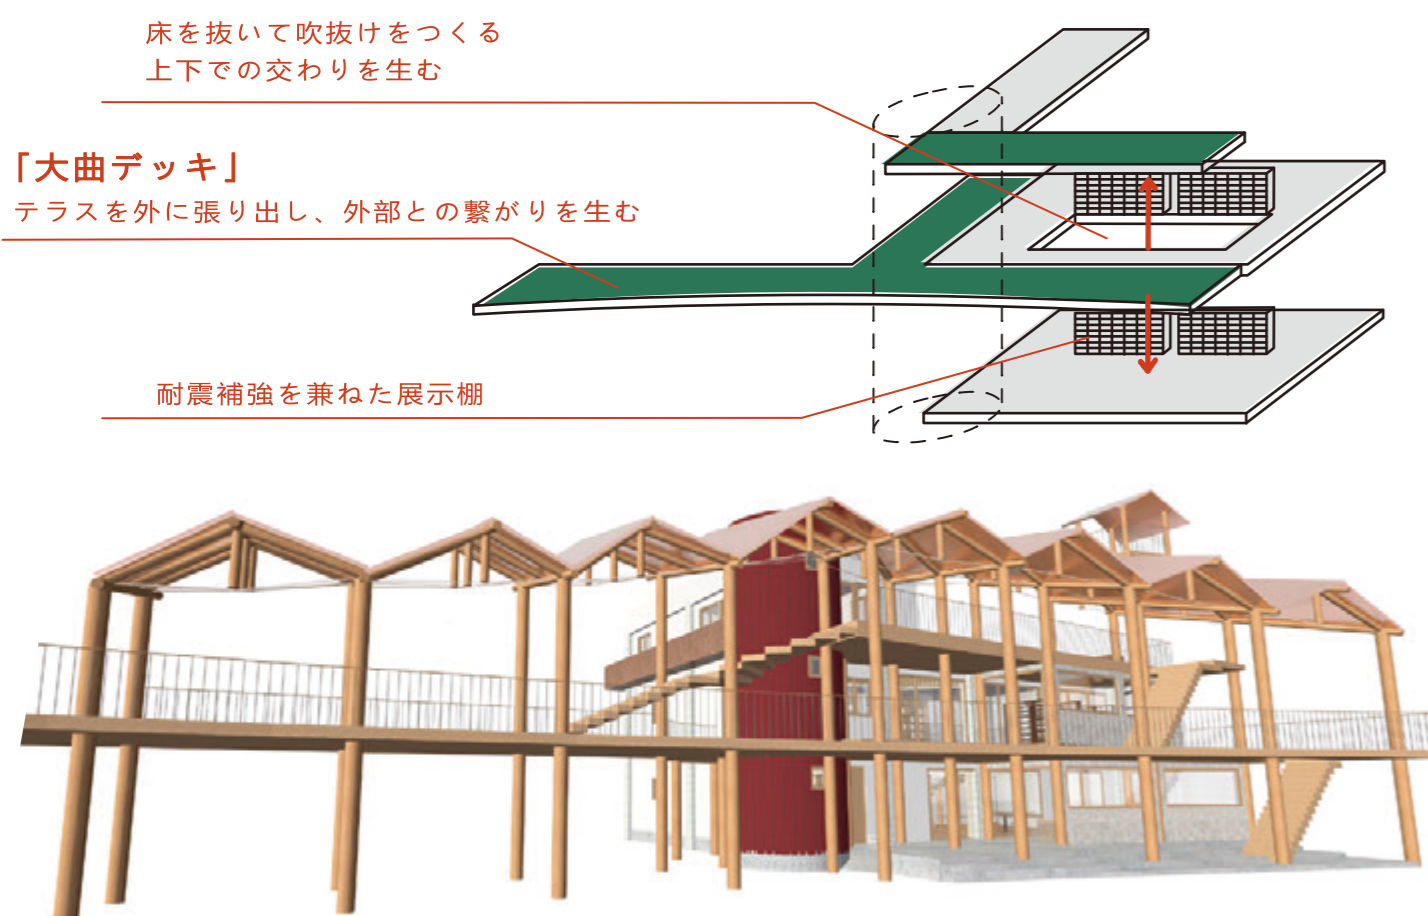 床を抜いて吹抜けをつくる
上下での交わりを生む
「大曲デッキ」
テラスを外に張り出し、外部との繋がりを生む
耐震補強を兼ねた展示棚